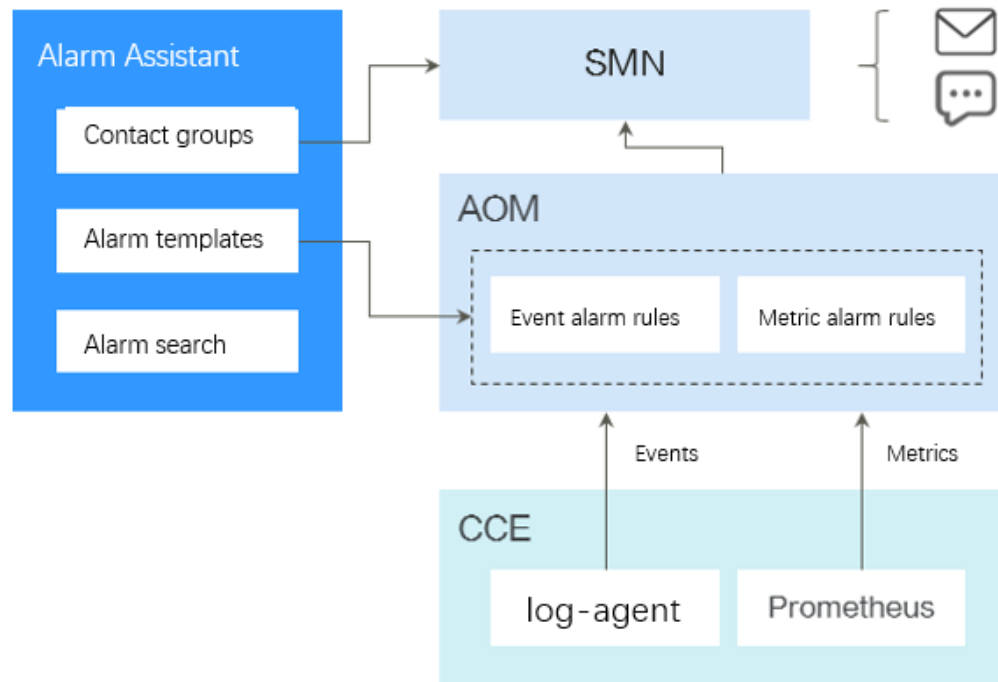 Alarm Assistant
Contact groups
Alarm templates
Alarm search
SMN
AOM
Event alarm rules
Metric alarm rules
Events
Metrics
CCE
log-agent
Prometheus